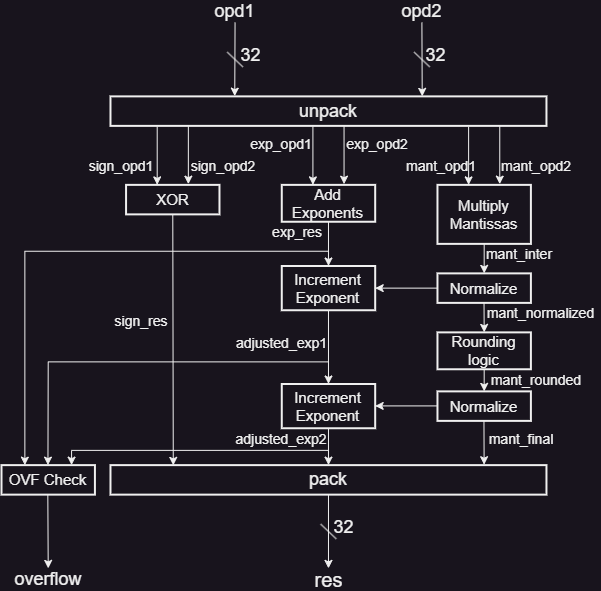 opd1
opd2
32
32
unpack
sign_opd1
sign_opd2
exp_opd1
exp_opd2
mant_opd1
mant_opd2
XOR
Add
Exponents
Multiply
Mantissas
exp_res
mant_inter
Increment
Exponent
Normalize
mant_normalized
sign_res
adjusted_exp1
Rounding
logic
mant_rounded
Increment
Exponent
Normalize
adjusted_exp2
mant_final
OVF Check
pack
32
overflow
res